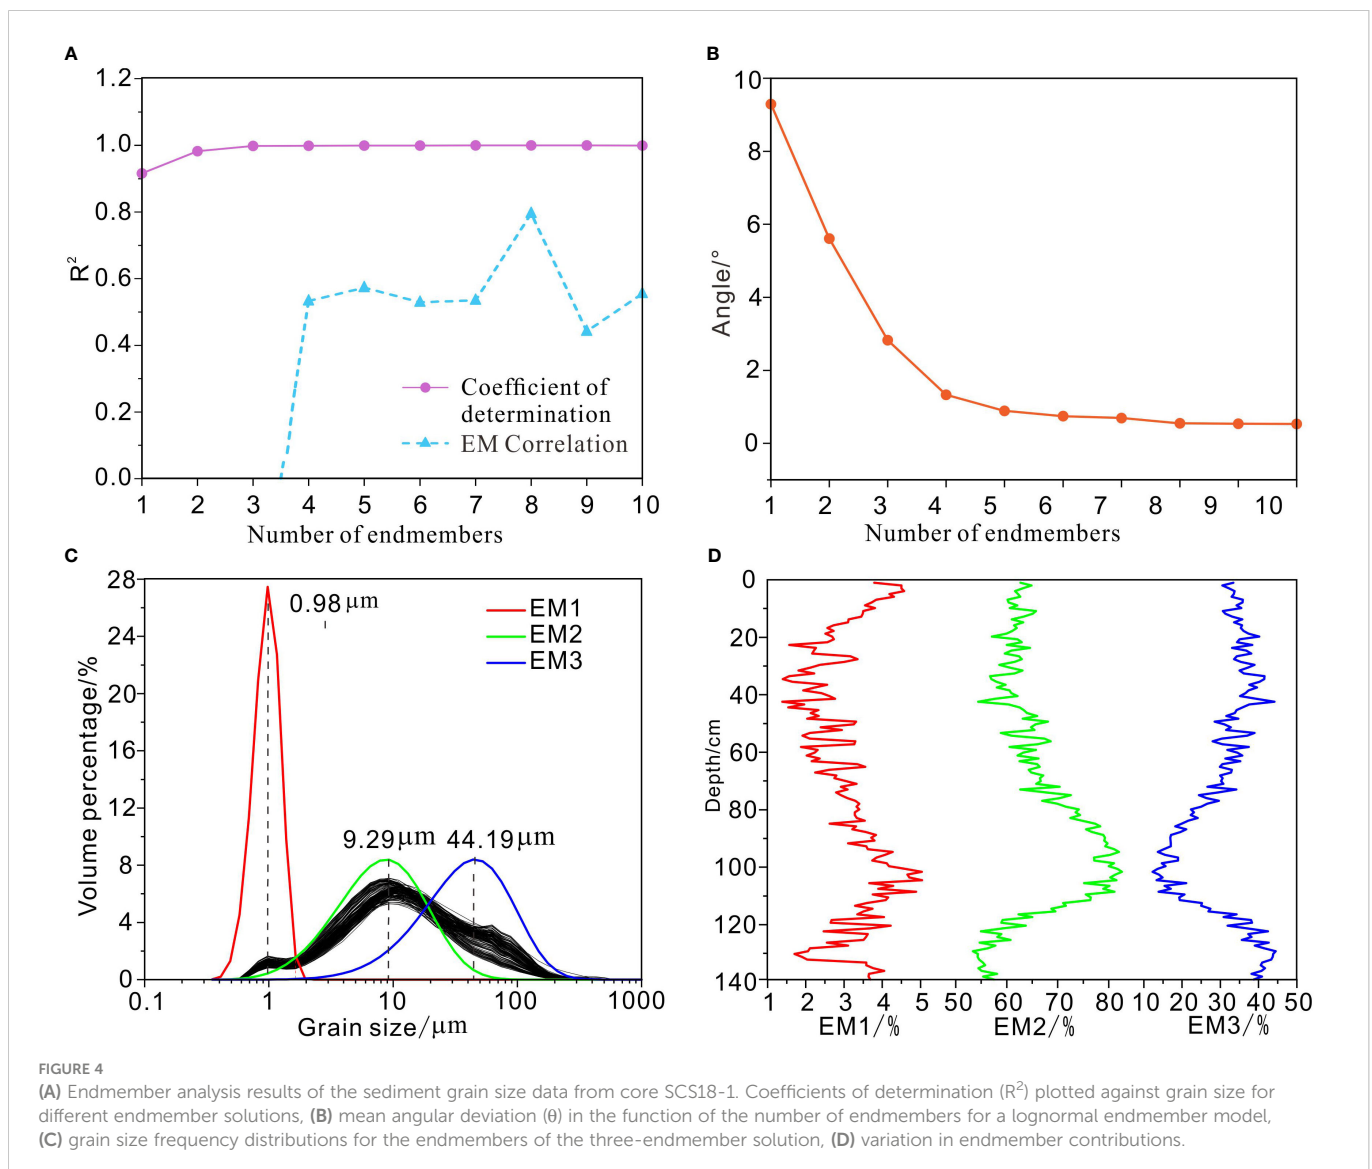 A
1.2
1.0
0.8
0.6
0.4
0.2
0.0
R²
Coefficient of
determination
EM Correlation
1 2 3 4 5 6 7 8 9 10
Number of endmembers
B
10
8
6
4
2
0
Angle/°
1 2 3 4 5 6 7 8 9 10
Number of endmembers
C
28
24
20
16
12
8
4
0
Volume percentage/%
0.98 μm
9.29 μm 44.19 μm
EM1
EM2
EM3
0.1 1 10 100 1000
Grain size/μm
D
0
20
40
60
80
100
120
140
Depth/cm
1 2 3 4 5 50 60 70 80 10 20 30 40 50
EM1/% EM2/% EM3/%
FIGURE 4
(A) Endmember analysis results of the sediment grain size data from core SCS18-1. Coefficients of determination (R²) plotted against grain size for
different endmember solutions, (B) mean angular deviation (θ) in the function of the number of endmembers for a lognormal endmember model,
(C) grain size frequency distributions for the endmembers of the three-endmember solution, (D) variation in endmember contributions.